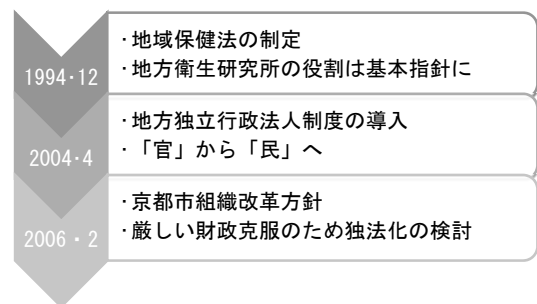 1994・12
・地域保健法の制定
・地方衛生研究所の役割は基本指針に
2004・4
・地方独立行政法人制度の導入
・「官」から「民」へ
2006・2
・京都市組織改革方針
・厳しい財政克服のため独法化の検討